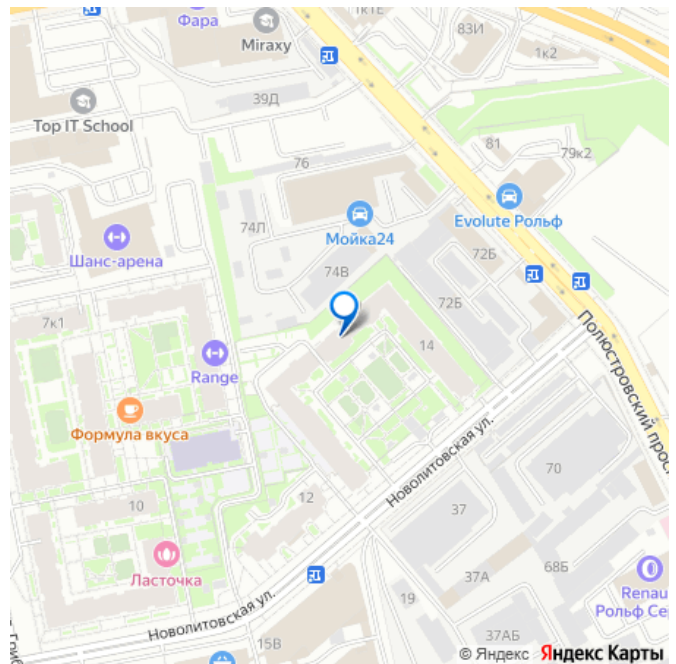 1к1Е
Фара
83И
Miraxy
1к2
39Д
Top IT School
81
79к2
76
Evolute Рольф
74Л
Мойка24
72Б
Шанс-арена
74В
72Б
7к1
14
Полюстровский прос
Range
Формула вкуса
Новолитовская ул.
70
10
12
37
Ласточка
37А
68Б
19
Renau
Рольф Сер
Новолитовская ул.
15В
37АБ
© Яндекс Яндекс Карты